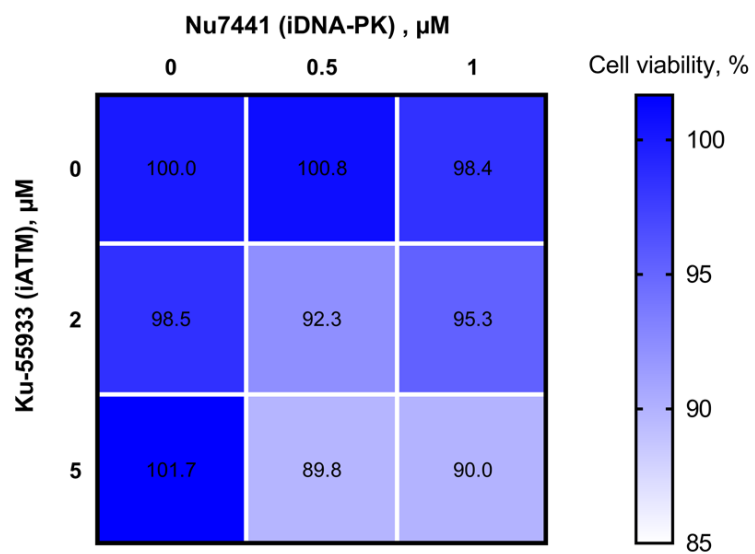 Nu7441 (iDNA-PK) , μM
0 0.5 1
Cell viability, %
Ku-55933 (iATM), μM
0 100.0 100.8 98.4
2 98.5 92.3 95.3
5 101.7 89.8 90.0
100
95
90
85